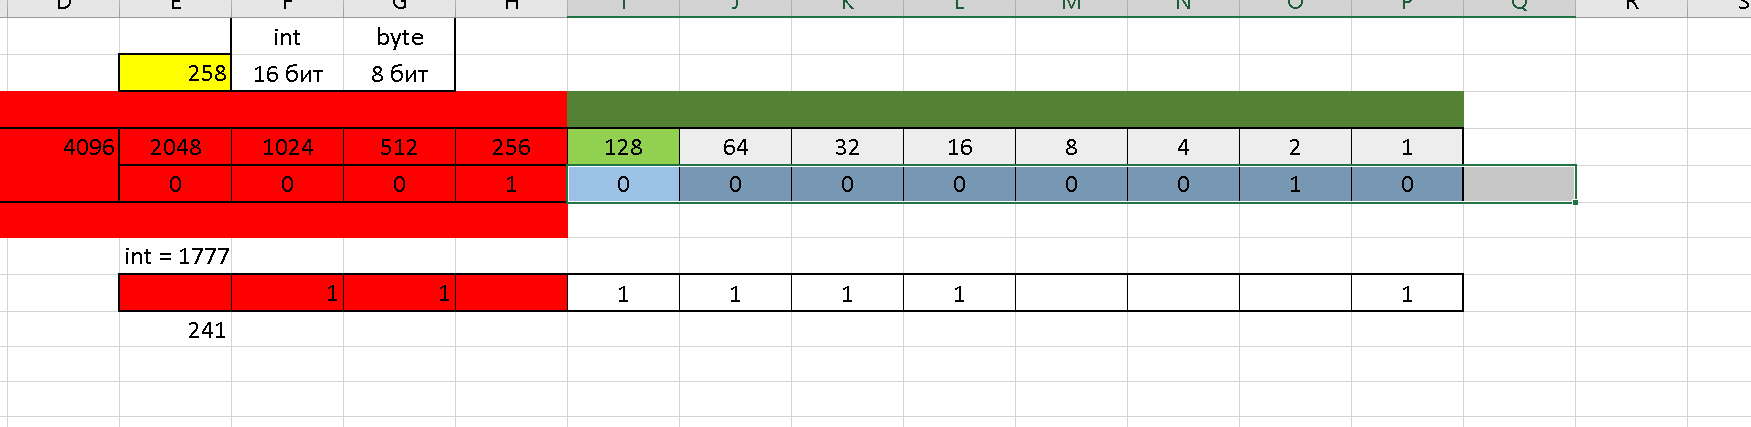 D E F G H I J K L M N O P Q R S
int byte
258 16 бит 8 бит
4096 2048 1024 512 256 128 64 32 16 8 4 2 1
0 0 0 1 0 0 0 0 0 0 1 0
int = 1777
1 1 1 1 1 1 1
241